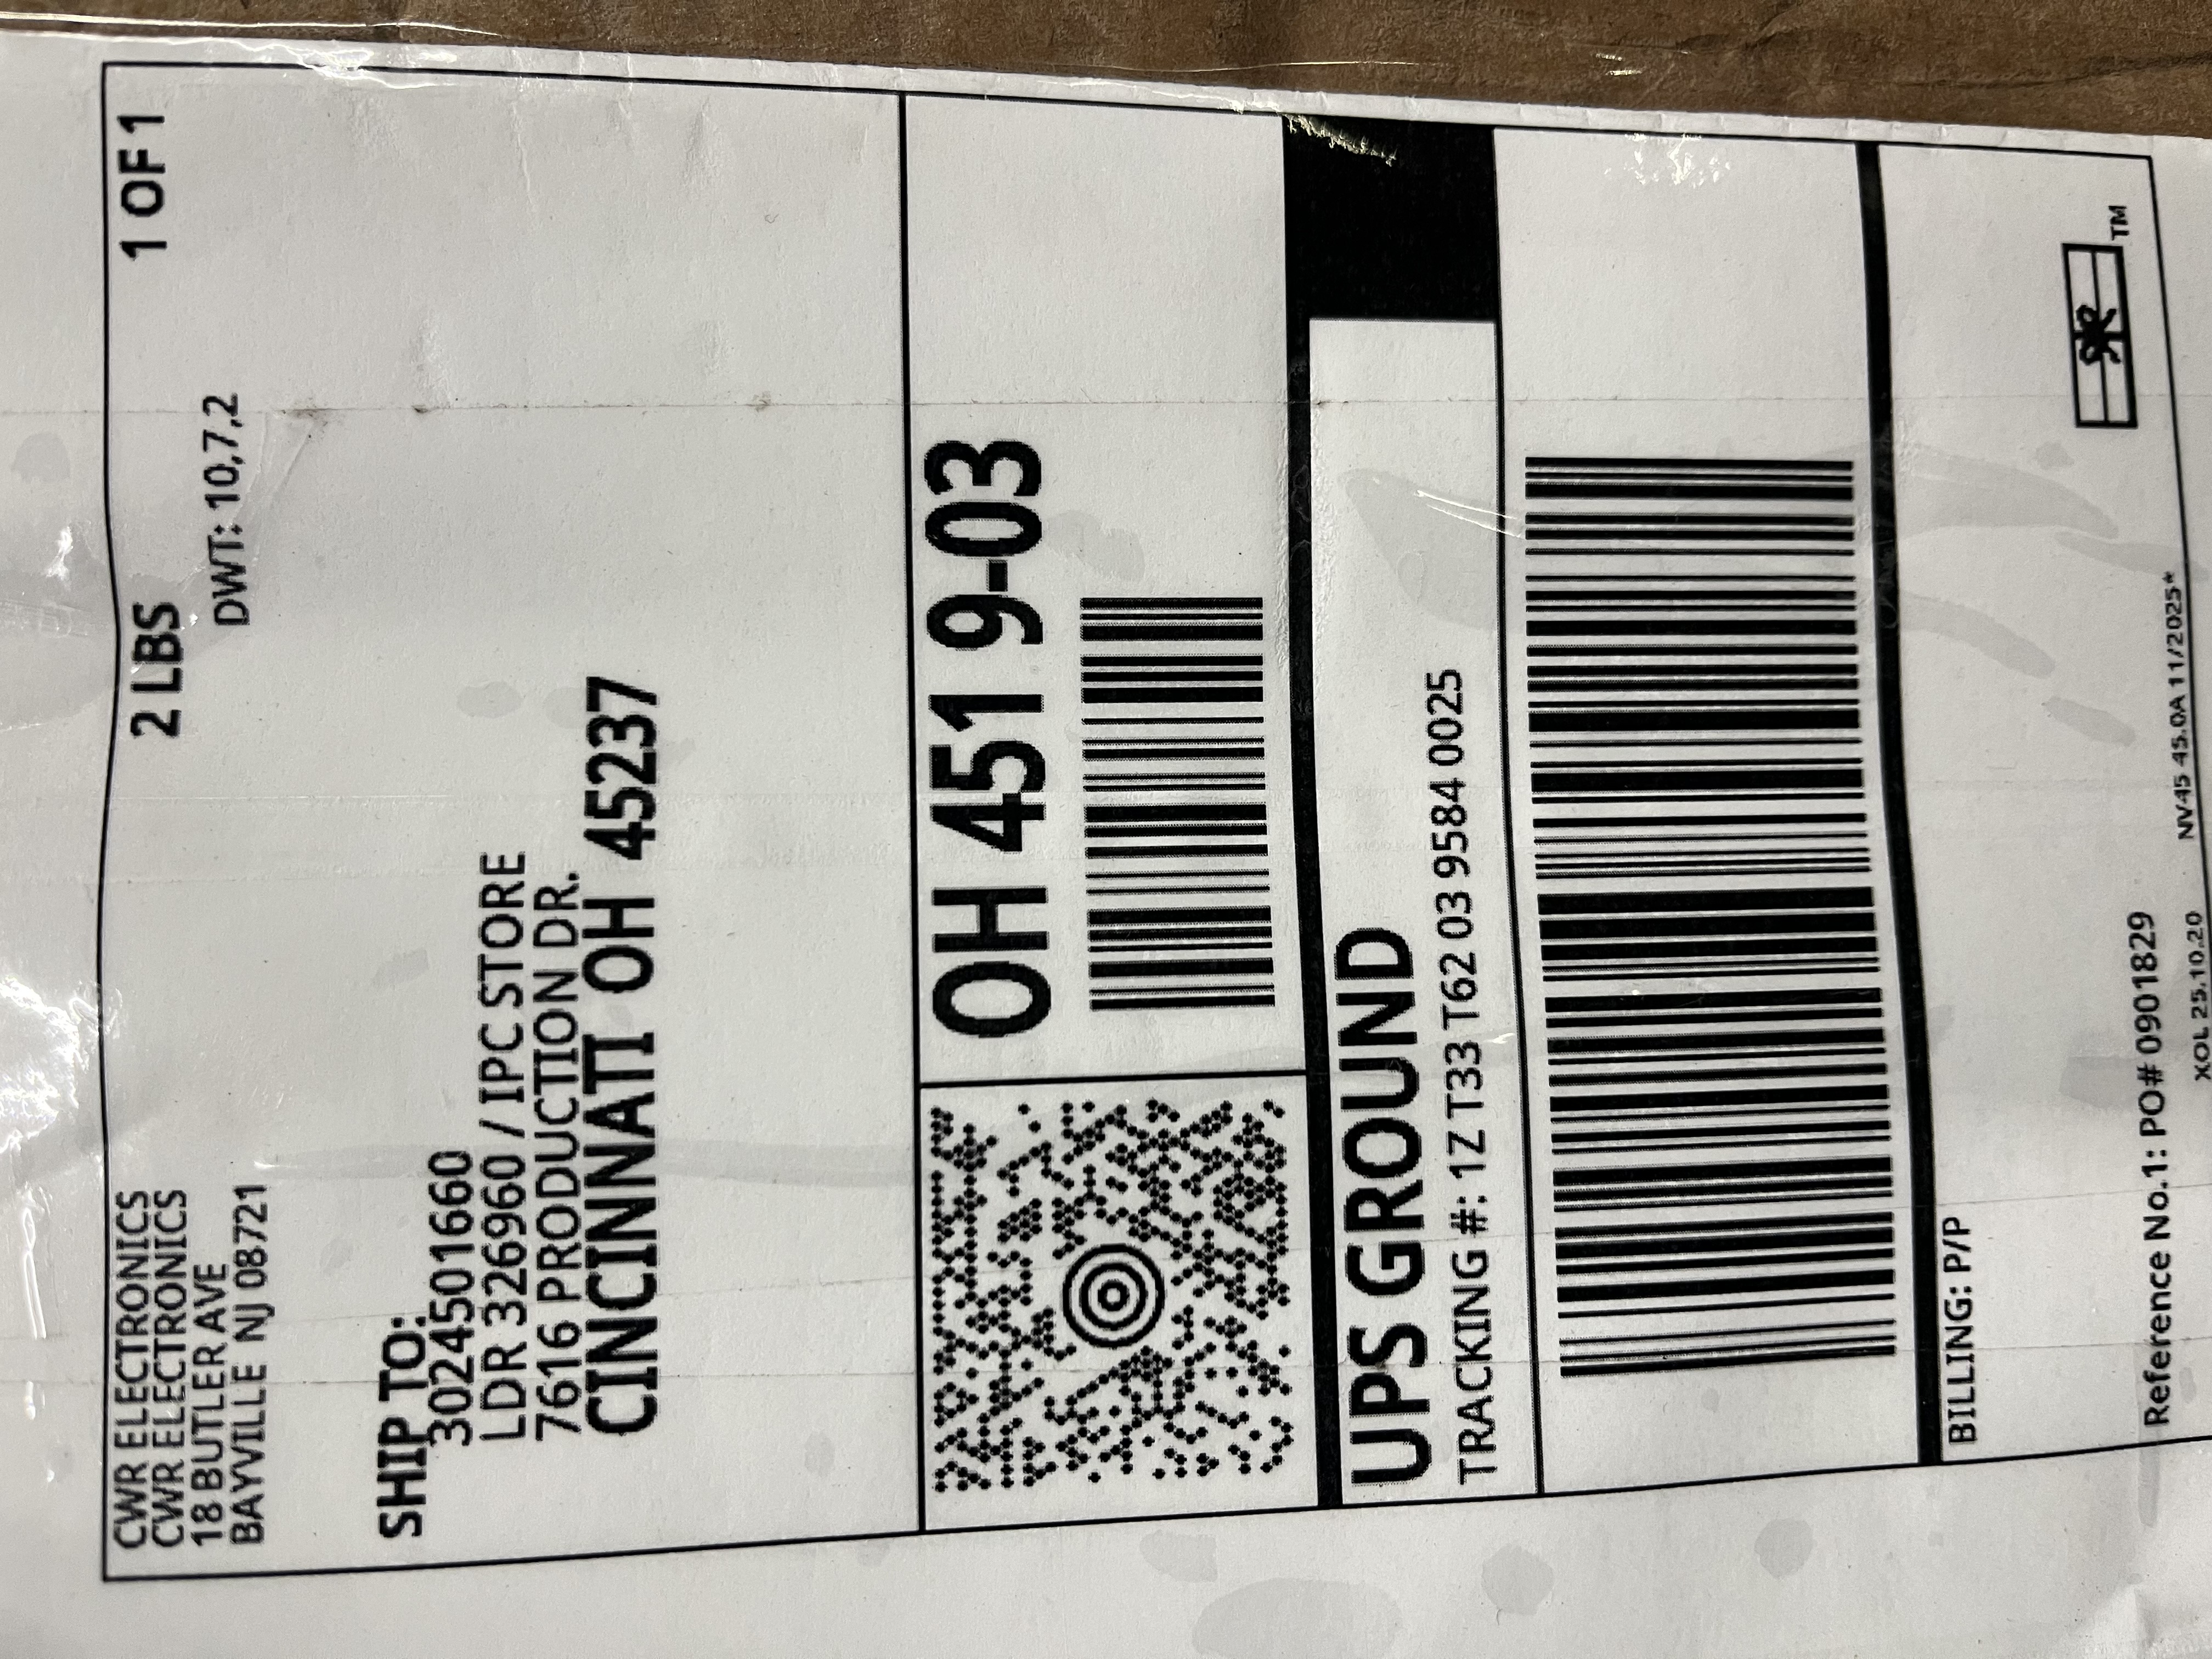 CWR ELECTRONICS
CWR ELECTRONICS
18 BUTLER AVE
BAYVILLE NJ 08721
2 LBS
1 OF 1
DWT: 10,7,2
SHIP TO:
3024501660
LDR 326960 / IPC STORE
7616 PRODUCTION DR.
CINCINNATI OH 45237
OH 451 9-03
UPS GROUND
TRACKING #: 1Z T33 T62 03 9584 0025
BILLING: P/P
Reference No.1: PO# 0901829
XOL 25.10.20 NV45 45.0A 11/2025*
TM